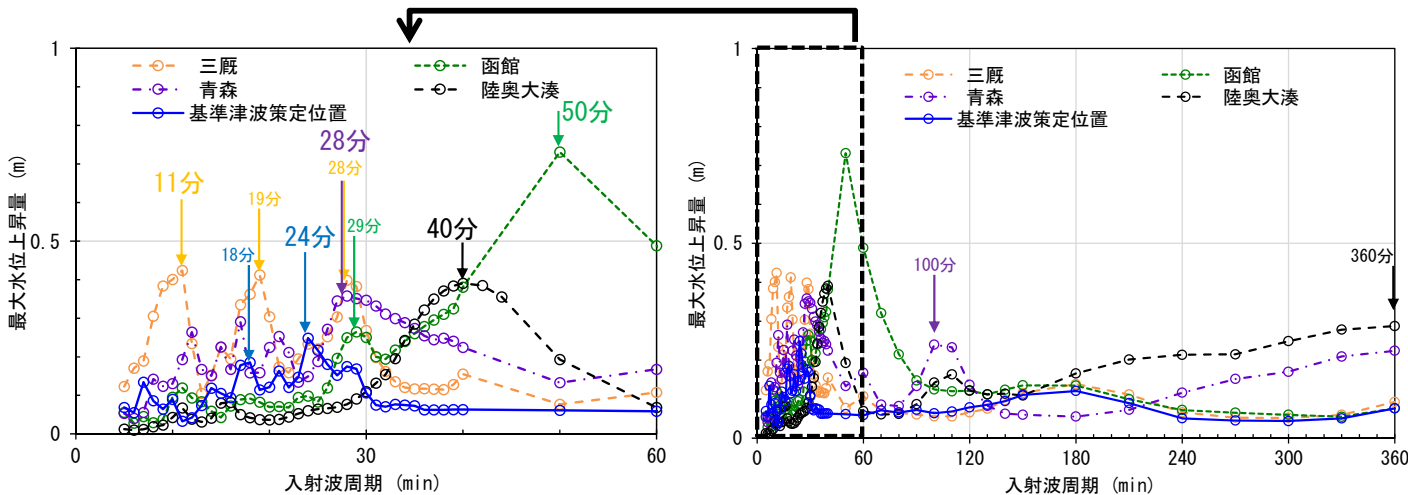 1
0.5
0
0
30
60
最大水位上昇量 (m)
入射波周期 (min)
三厩
函館
青森
陸奥大湊
基準津波策定位置
11分
19分
18分
24分
28分
28分
29分
40分
50分
1
0.5
0
0
60
120
180
240
300
360
最大水位上昇量 (m)
入射波周期 (min)
三厩
函館
青森
陸奥大湊
基準津波策定位置
100分
360分